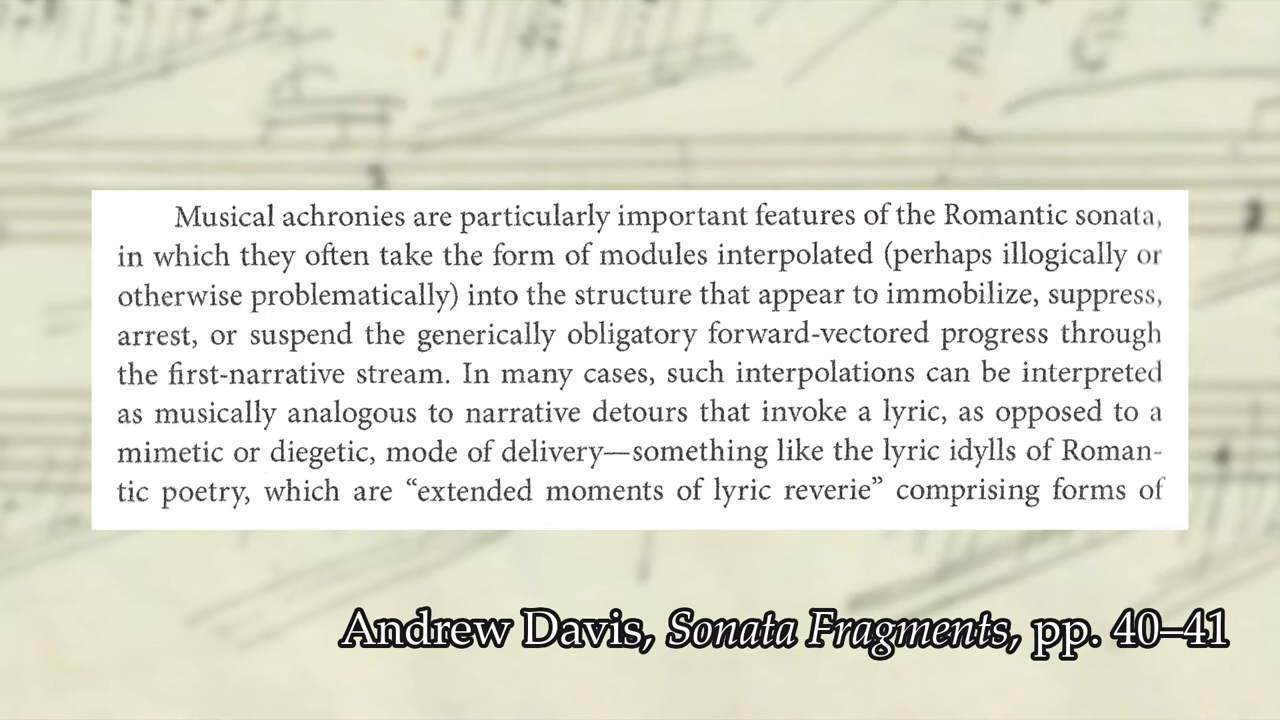 Musical achronies are particularly important features of the Romantic sonata,
in which they often take the form of modules interpolated (perhaps illogically or
otherwise problematically) into the structure that appear to immobilize, suppress,
arrest, or suspend the generically obligatory forward-vectored progress through
the first-narrative stream. In many cases, such interpolations can be interpreted
as musically analogous to narrative detours that invoke a lyric, as opposed to a
mimetic or diegetic, mode of delivery—something like the lyric idylls of Roman-
tic poetry, which are “extended moments of lyric reverie” comprising forms of
Andrew Davis, Sonata Fragments, pp. 40–41